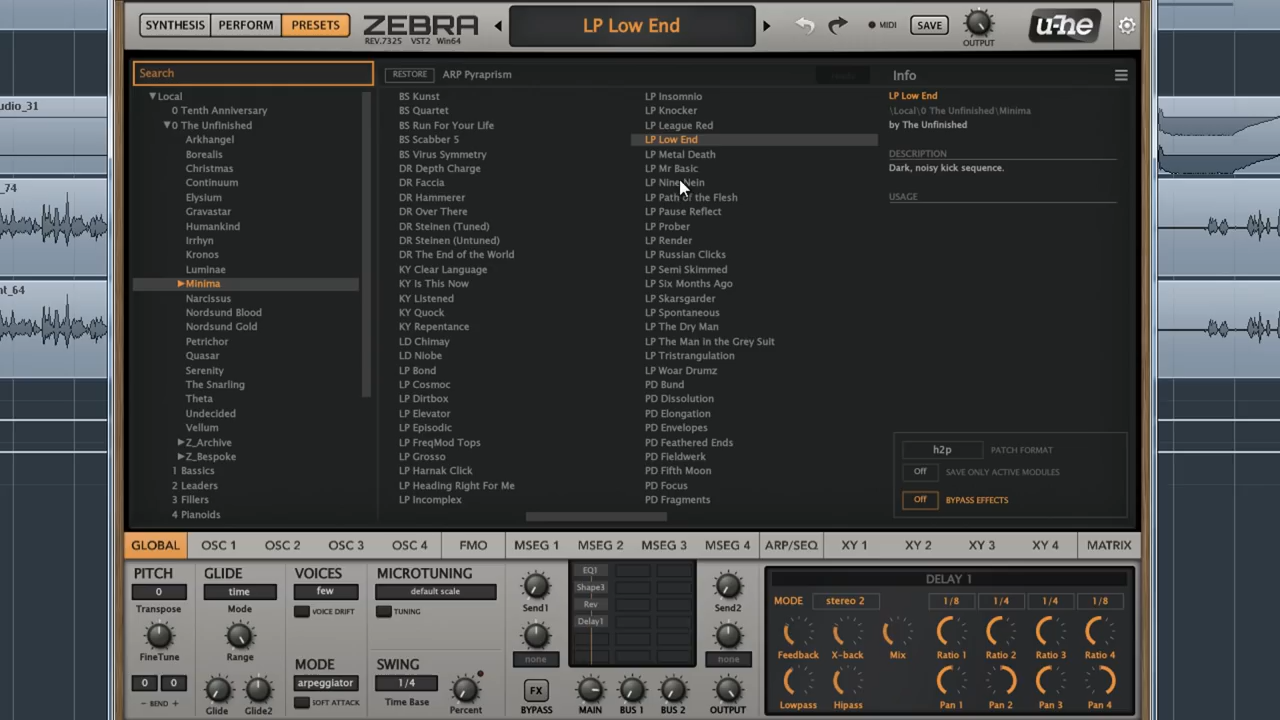 SYNTHESIS PERFORM PRESETS ZEBRA LP Low End MIDI SAVE OUTPUT u-he
REV.7325 VST2 Win64
Search RESTORE ARP Pyraprism Info
Local
0 Tenth Anniversary
0 The Unfinished
Arkhangel
Borealis
Christmas
Continuum
Elysium
Gravastar
Humankind
Irrhyn
Kronos
Luminae
Minima
Narcissus
Nordsund Blood
Nordsund Gold
Petrichor
Quasar
Serenity
The Snarling
Theta
Undecided
Vellum
Z_Archive
Z_Bespoke
1 Bassics
2 Leaders
3 Fillers
4 Pianoids
BS Kunst
BS Quartet
BS Run For Your Life
BS Scabber 5
BS Virus Symmetry
DR Depth Charge
DR Faccia
DR Hammerer
DR Over There
DR Steinen (Tuned)
DR Steinen (Untuned)
DR The End of the World
KY Clear Language
KY Is This Now
KY Listened
KY Quock
KY Repentance
LD Chimay
LD Niobe
LP Bond
LP Cosmoc
LP Dirtbox
LP Elevator
LP Episodic
LP FreqMod Tops
LP Grosso
LP Harnak Click
LP Heading Right For Me
LP Incomplex
LP Insomnio
LP Knocker
LP League Red
LP Low End
LP Metal Death
LP Mr Basic
LP Nine Nein
LP Path of the Flesh
LP Pause Reflect
LP Prober
LP Render
LP Russian Clicks
LP Semi Skimmed
LP Six Months Ago
LP Skarsgarder
LP Spontaneous
LP The Dry Man
LP The Man in the Grey Suit
LP Tristrangulation
LP Woar Drumz
PD Bund
PD Dissolution
PD Elongation
PD Envelopes
PD Feathered Ends
PD Fieldwerk
PD Fifth Moon
PD Focus
PD Fragments
LP Low End
\Local\0 The Unfinished\Minima
by The Unfinished
DESCRIPTION
Dark, noisy kick sequence.
USAGE
h2p PATCH FORMAT
Off SAVE ONLY ACTIVE MODULES
Off BYPASS EFFECTS
udio_31
_74
nt_64
GLOBAL OSC 1 OSC 2 OSC 3 OSC 4 FMO MSEG 1 MSEG 2 MSEG 3 MSEG 4 ARP/SEQ XY 1 XY 2 XY 3 XY 4 MATRIX
PITCH
0
Transpose
FineTune
0 0
- BEND +
GLIDE
time
Mode
Range
Glide Glide2
VOICES
few
VOICE DRIFT
MODE
arpeggiator
SOFT ATTACK
MICROTUNING
default scale
TUNING
SWING
1/4
Time Base Percent
Send1
none
FX
BYPASS
EQ1
Shape3
Rev
Delay1
Send2
none
MAIN BUS 1 BUS 2 OUTPUT
DELAY 1
MODE stereo 2 1/8 1/4 1/4 1/8
Feedback X-back Mix Ratio 1 Ratio 2 Ratio 3 Ratio 4
Lowpass Hipass Pan 1 Pan 2 Pan 3 Pan 4